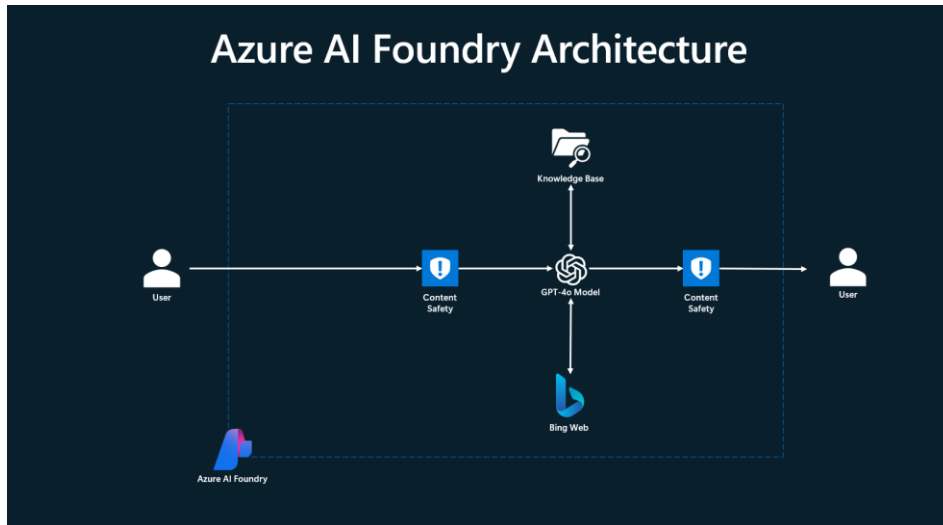 Azure AI Foundry Architecture
Knowledge Base
User
Content
Safety
GPT-4o Model
Content
Safety
User
Bing Web
Azure AI Foundry